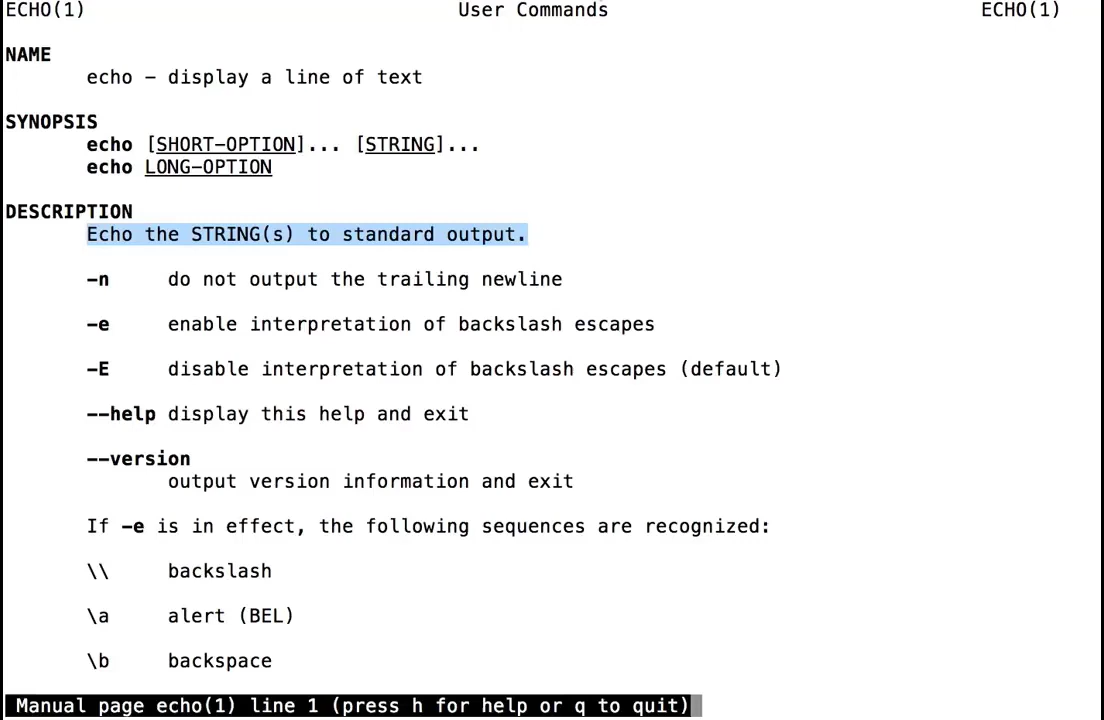 ECHO(1) User Commands ECHO(1)
NAME
echo – display a line of text
SYNOPSIS
echo [SHORT–OPTION]... [STRING]...
echo LONG–OPTION
DESCRIPTION
Echo the STRING(s) to standard output.
–n do not output the trailing newline
–e enable interpretation of backslash escapes
–E disable interpretation of backslash escapes (default)
––help display this help and exit
––version
output version information and exit
If –e is in effect, the following sequences are recognized:
\\ backslash
\a alert (BEL)
\b backspace
Manual page echo(1) line 1 (press h for help or q to quit)